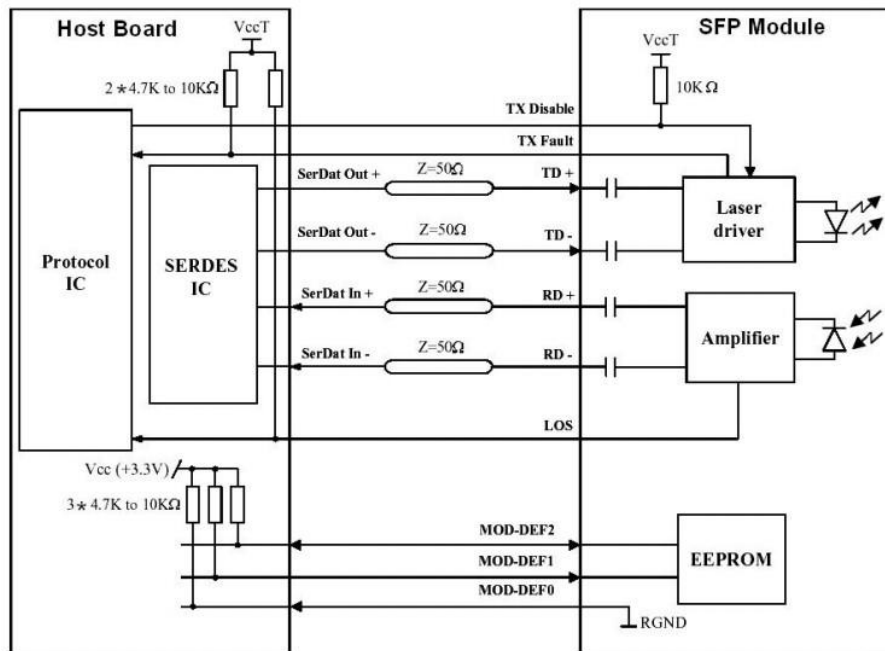 Host Board
SFP Module
VccT
VccT
2*4.7K to 10KΩ
10KΩ
TX Disable
TX Fault
SerDat Out +
Z=50Ω
TD +
SerDat Out -
Z=50Ω
TD -
Laser
driver
Protocol
IC
SERDES
IC
SerDat In +
Z=50Ω
RD +
SerDat In -
Z=50Ω
RD -
Amplifier
LOS
Vcc (+3.3V)
3*4.7K to 10KΩ
MOD-DEF2
MOD-DEF1
MOD-DEF0
EEPROM
RGND